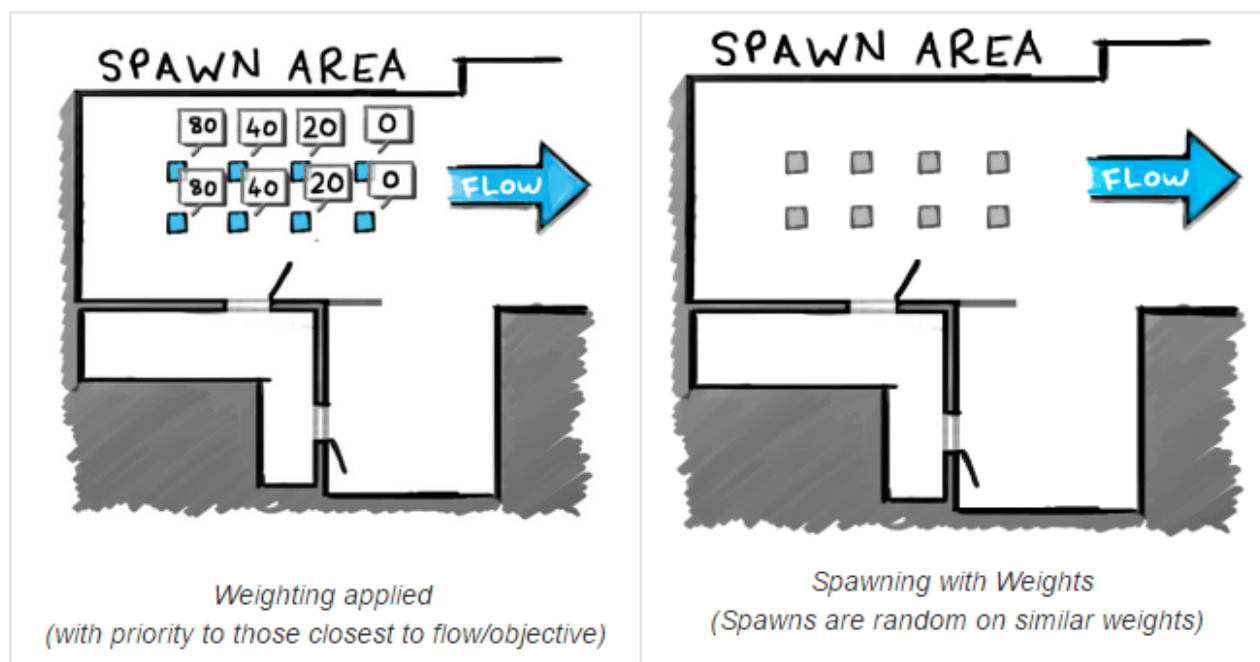 SPAWN AREA
80 40 20 0
80 40 20 0
FLOW
Weighting applied
(with priority to those closest to flow/objective)
SPAWN AREA
FLOW
Spawning with Weights
(Spawns are random on similar weights)